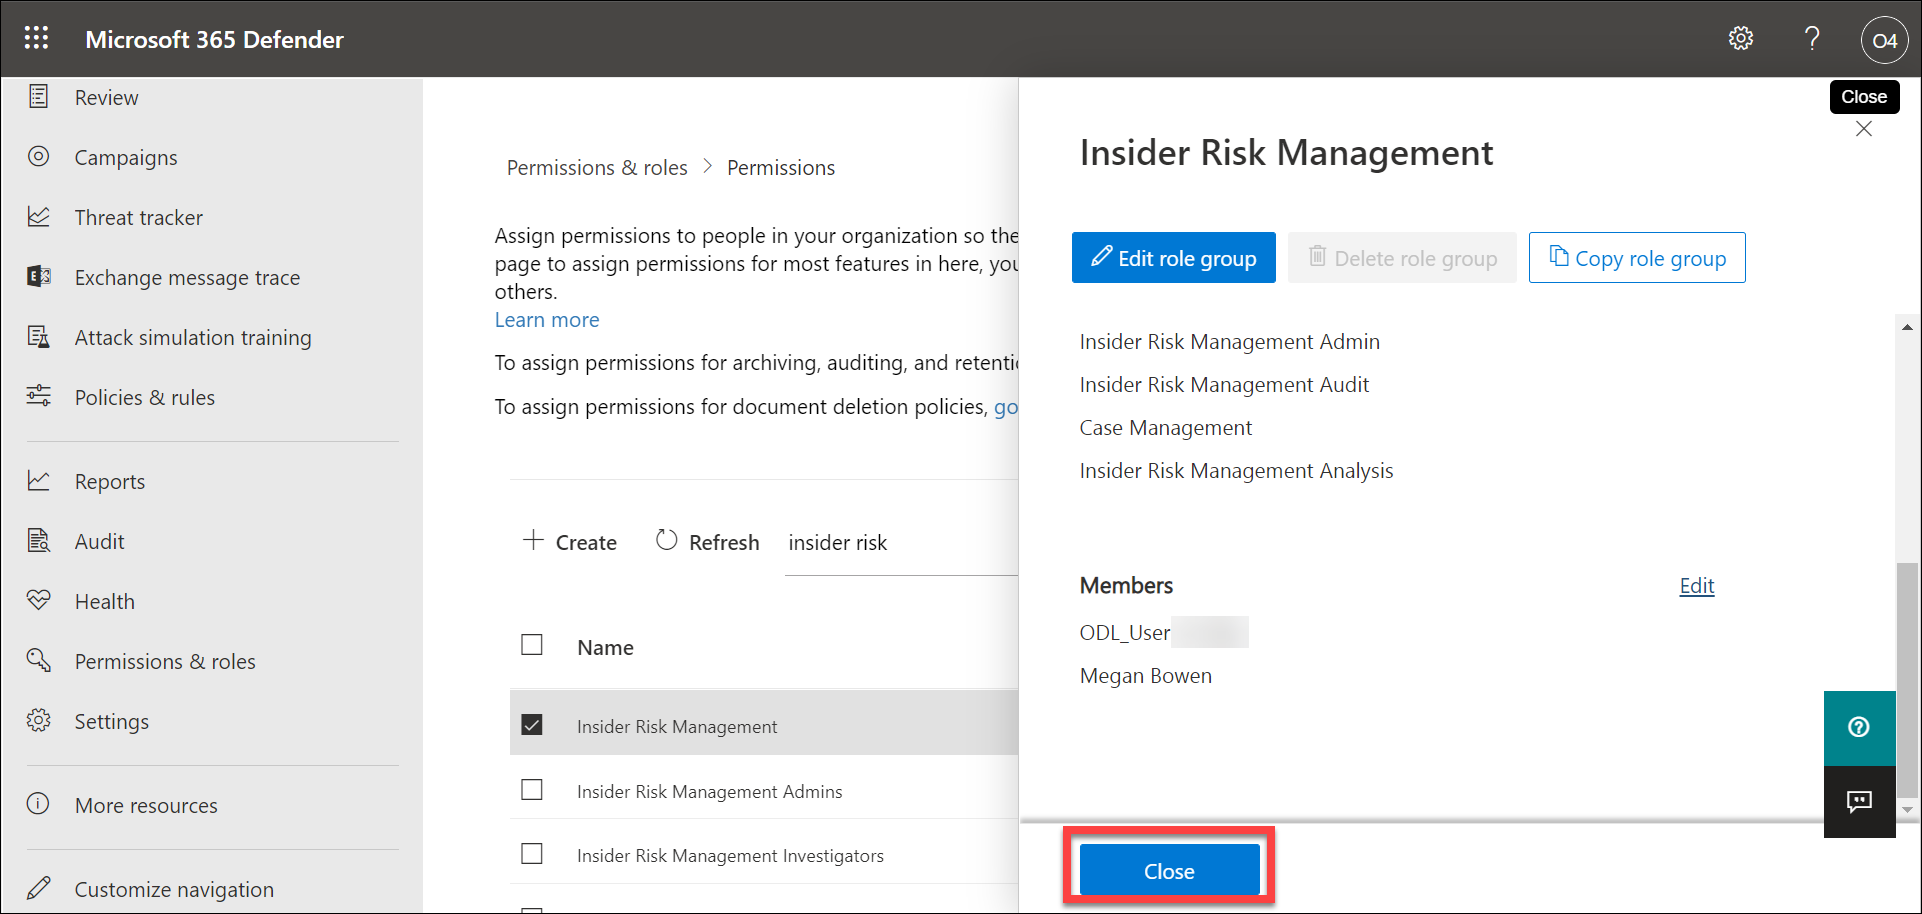 Microsoft 365 Defender
O4
Review
Campaigns
Threat tracker
Exchange message trace
Attack simulation training
Policies & rules
Reports
Audit
Health
Permissions & roles
Settings
More resources
Customize navigation
Permissions & roles > Permissions
Assign permissions to people in your organization so the
page to assign permissions for most features in here, you
others.
Learn more
To assign permissions for archiving, auditing, and retentio
To assign permissions for document deletion policies, go
Create
Refresh
insider risk
Name
Insider Risk Management
Insider Risk Management Admins
Insider Risk Management Investigators
Close
Insider Risk Management
Edit role group
Delete role group
Copy role group
Insider Risk Management Admin
Insider Risk Management Audit
Case Management
Insider Risk Management Analysis
Members
Edit
ODL_User
Megan Bowen
Close